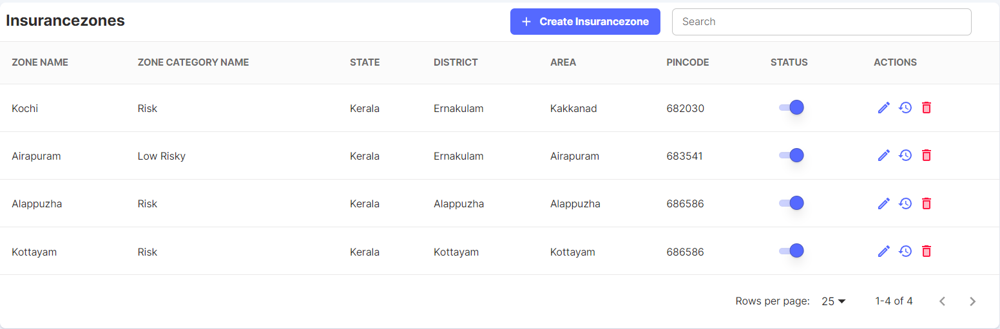 Insurancezones
Create Insurancezone
Search
ZONE NAME ZONE CATEGORY NAME STATE DISTRICT AREA PINCODE STATUS ACTIONS
Kochi Risk Kerala Ernakulam Kakkanad 682030
Airapuram Low Risky Kerala Ernakulam Airapuram 683541
Alappuzha Risk Kerala Alappuzha Alappuzha 686586
Kottayam Risk Kerala Kottayam Kottayam 686586
Rows per page: 25 1-4 of 4